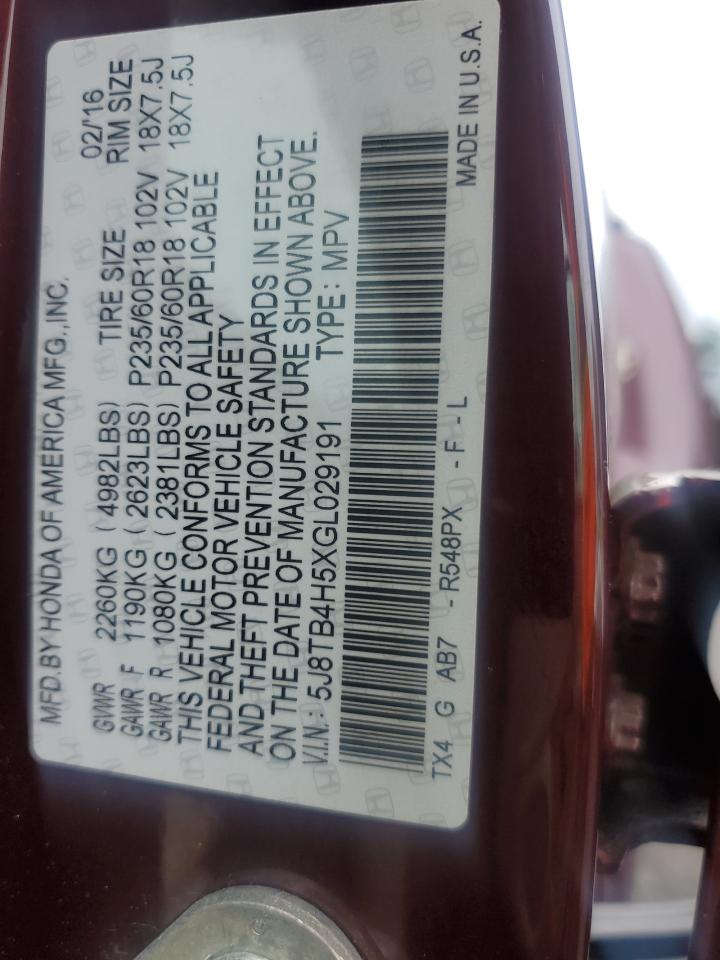 MFD.BY HONDA OF AMERICA MFG.,INC. 02/'16
GVWR 2260KG ( 4982LBS) TIRE SIZE RIM SIZE
GAWR F 1190KG ( 2623LBS) P235/60R18 102V 18X7.5J
GAWR R 1080KG ( 2381LBS) P235/60R18 102V 18X7.5J
THIS VEHICLE CONFORMS TO ALL APPLICABLE
FEDERAL MOTOR VEHICLE SAFETY
AND THEFT PREVENTION STANDARDS IN EFFECT
ON THE DATE OF MANUFACTURE SHOWN ABOVE.
V.I.N.: 5J8TB4H5XGL029191 TYPE: MPV
TX4 G AB7 - R548PX - F - L MADE IN U.S.A.